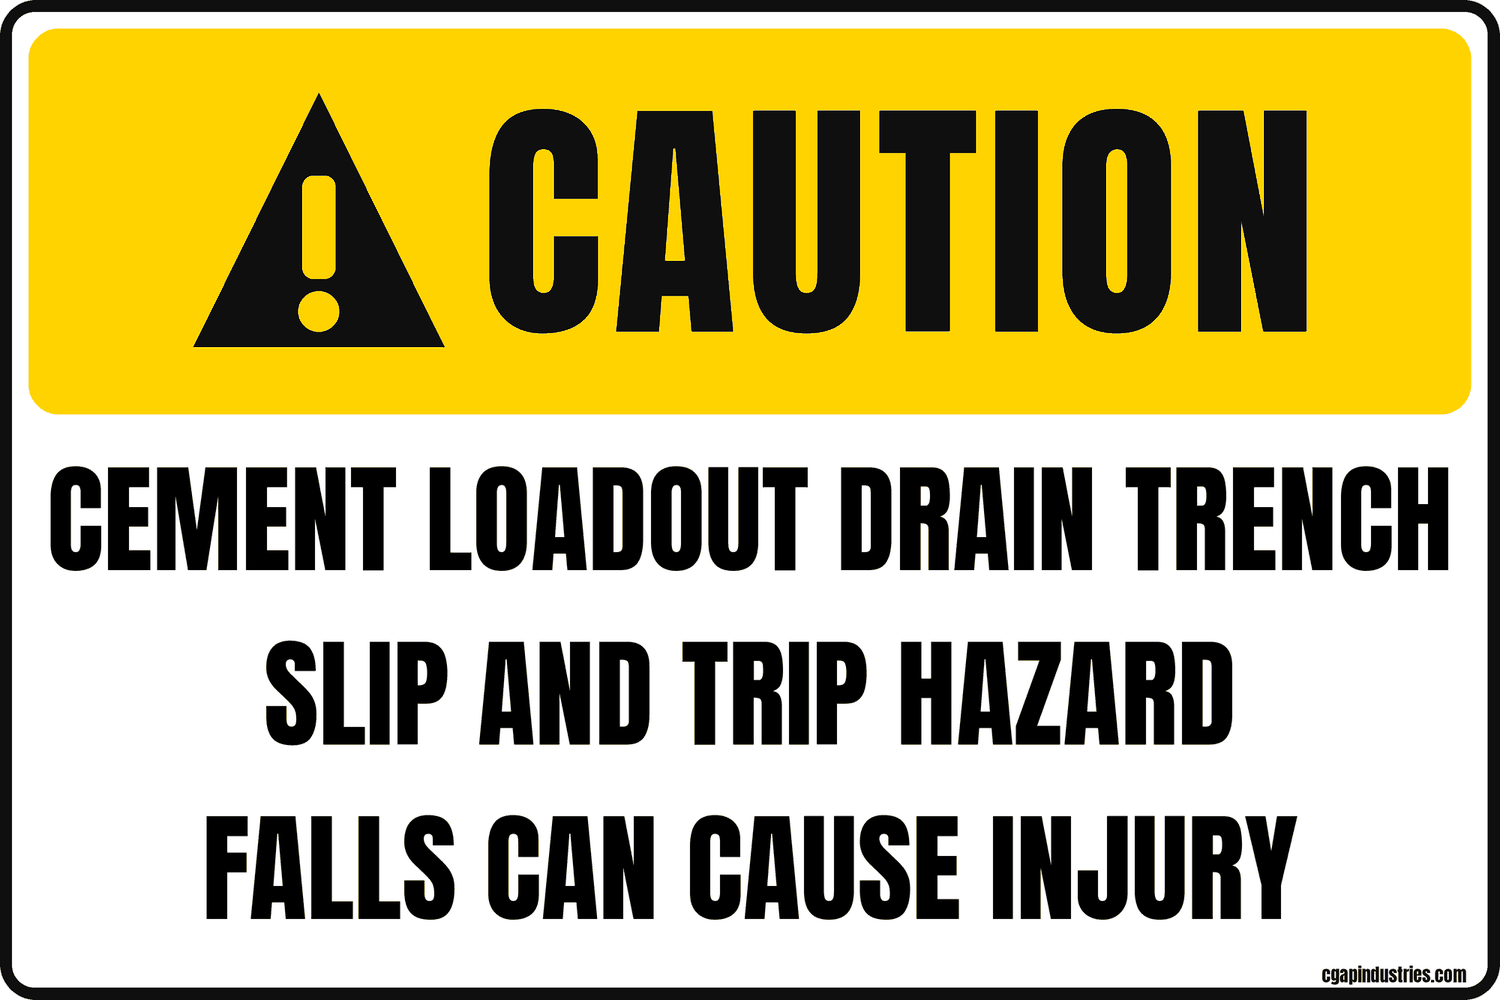 CAUTION
CEMENT LOADOUT DRAIN TRENCH
SLIP AND TRIP HAZARD
FALLS CAN CAUSE INJURY
cgapindustries.com